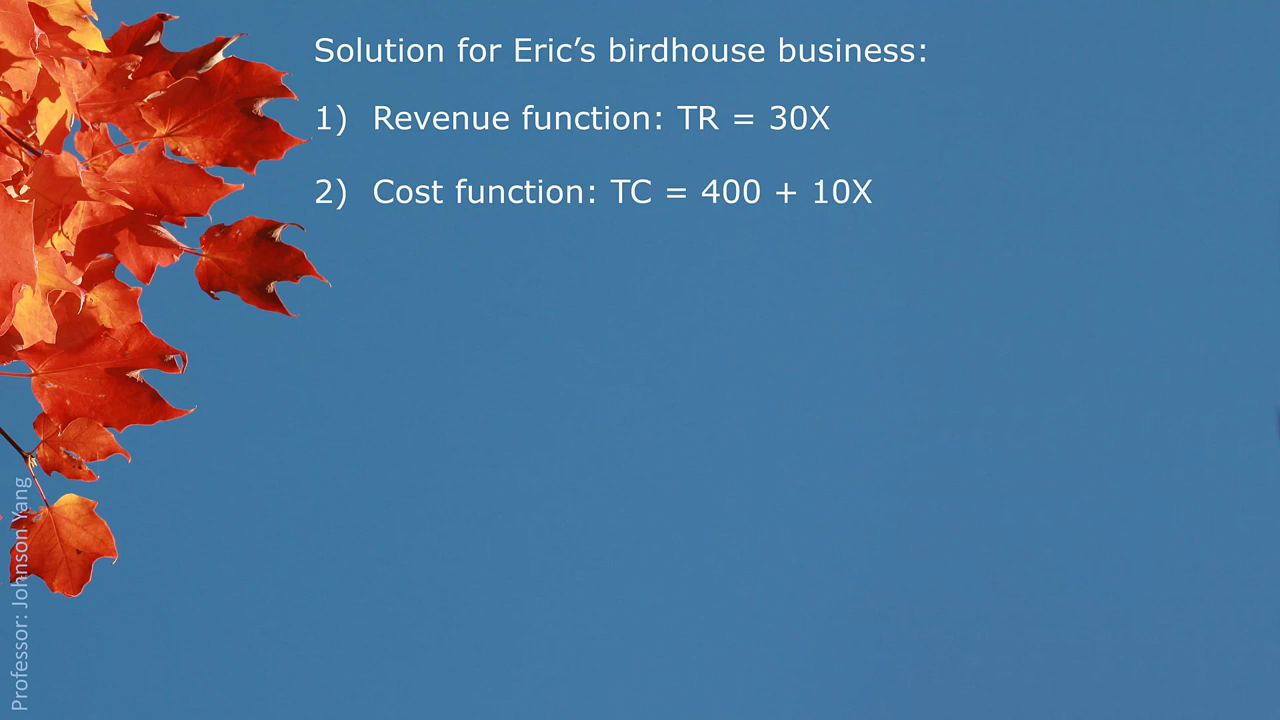 Solution for Eric’s birdhouse business:
1) Revenue function: TR = 30X
2) Cost function: TC = 400 + 10X
Professor: Johnson Yang